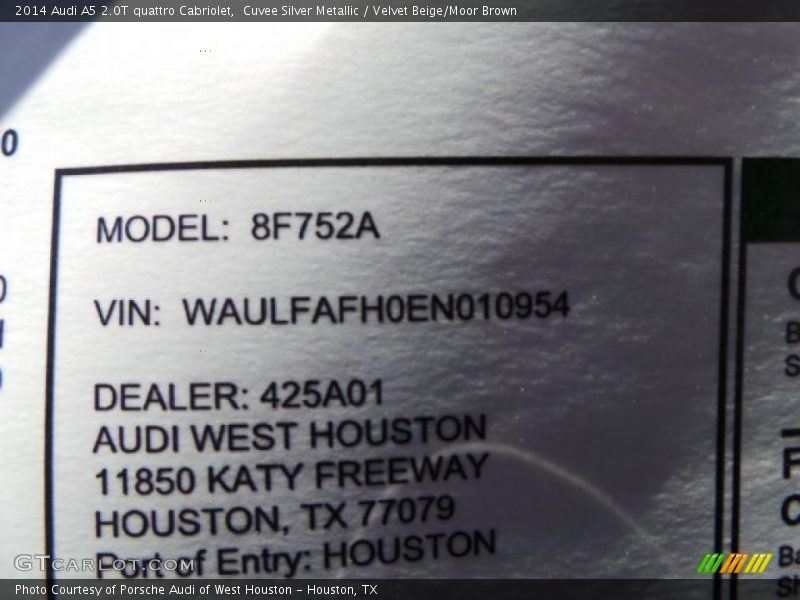 2014 Audi A5 2.0T quattro Cabriolet,  Cuvee Silver Metallic / Velvet Beige/Moor Brown
0
MODEL: 8F752A
VIN: WAULFAFH0EN010954
DEALER: 425A01
AUDI WEST HOUSTON
11850 KATY FREEWAY
HOUSTON, TX 77079
Port of Entry: HOUSTON
GTcarlot.com
Photo Courtesy of Porsche Audi of West Houston - Houston, TX